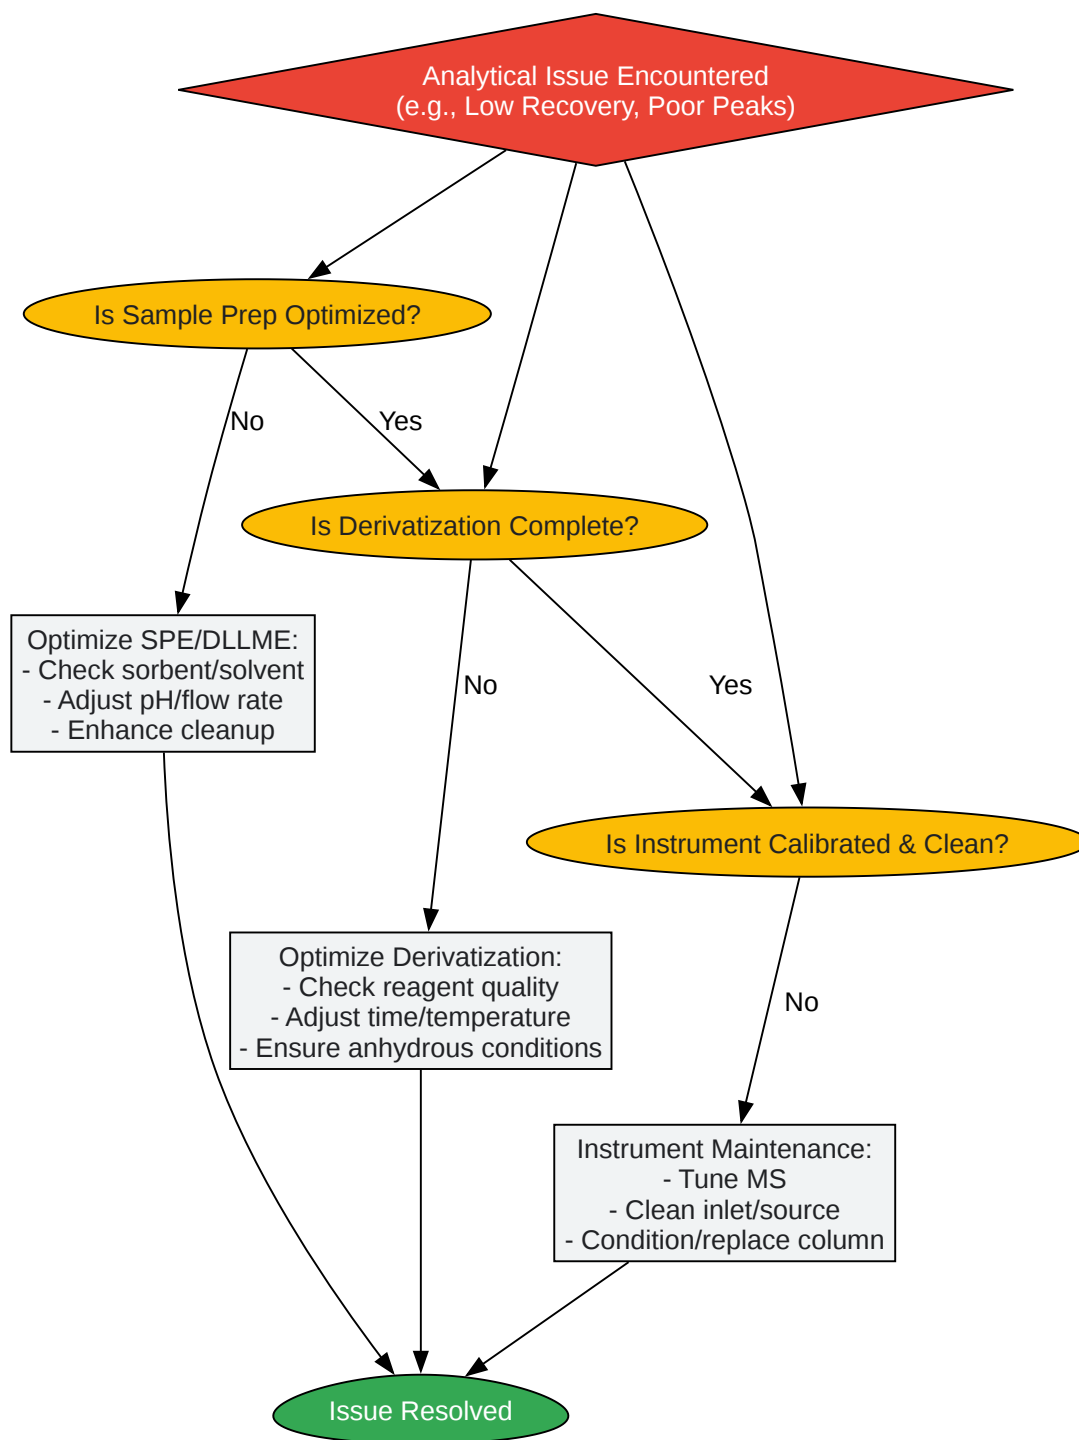 Analytical Issue Encountered
(e.g., Low Recovery, Poor Peaks)
Is Sample Prep Optimized?
No
Yes
Is Derivatization Complete?
Optimize SPE/DLLME:
- Check sorbent/solvent
- Adjust pH/flow rate
- Enhance cleanup
No
Yes
Is Instrument Calibrated & Clean?
Optimize Derivatization:
- Check reagent quality
- Adjust time/temperature
- Ensure anhydrous conditions
No
Instrument Maintenance:
- Tune MS
- Clean inlet/source
- Condition/replace column
Issue Resolved